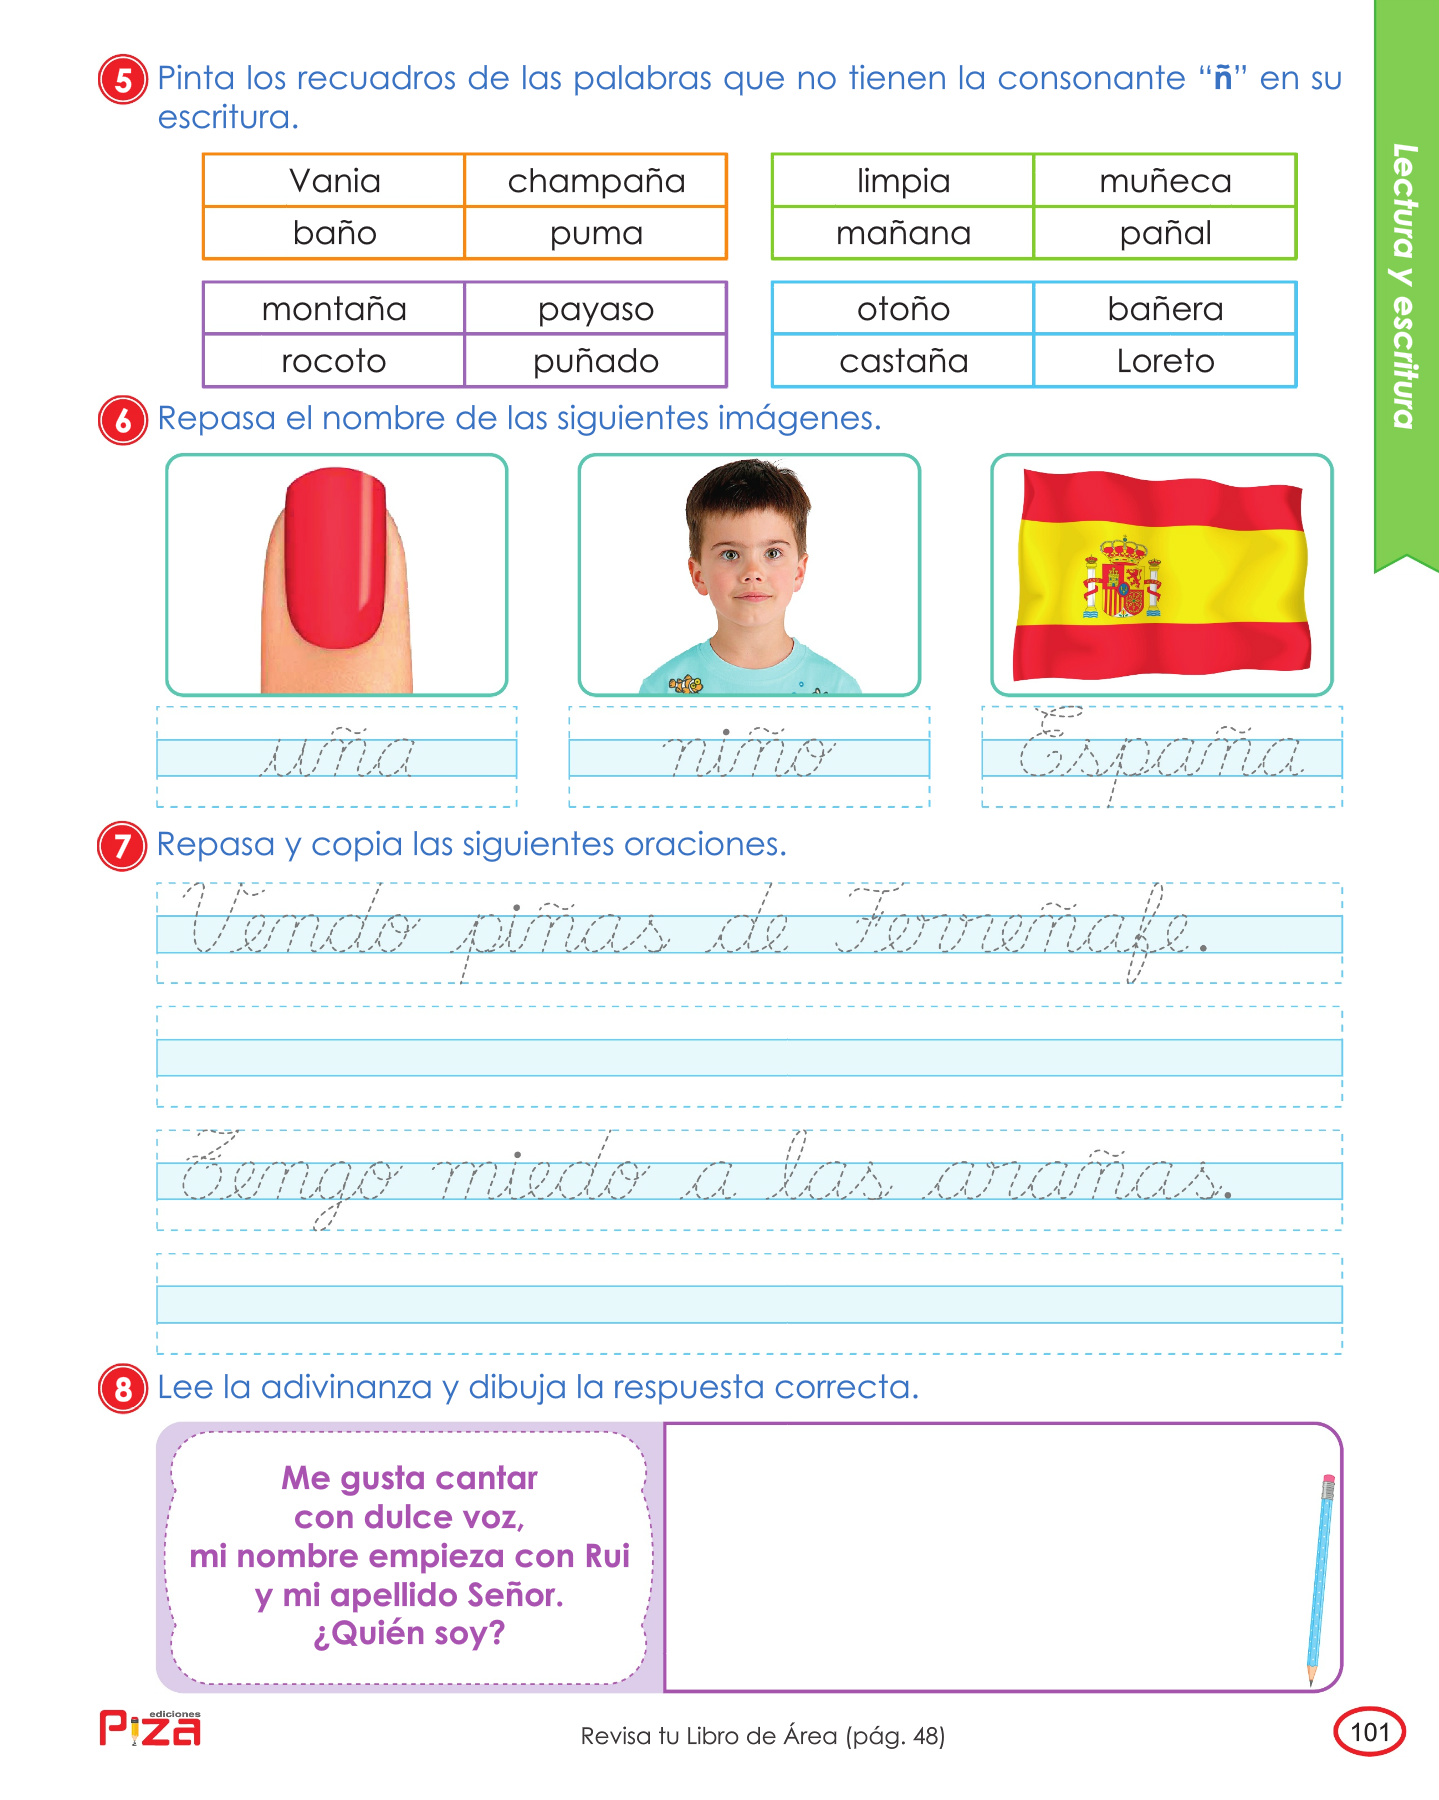 5 Pinta los recuadros de las palabras que no tienen la consonante “ñ” en su
escritura.
Vania champaña
baño puma
limpia muñeca
mañana pañal
montaña payaso
rocoto puñado
otoño bañera
castaña Loreto
6 Repasa el nombre de las siguientes imágenes.
uña niño España
7 Repasa y copia las siguientes oraciones.
Vendo piñas de Ferreñafe.
Tengo miedo a las arañas.
8 Lee la adivinanza y dibuja la respuesta correcta.
Me gusta cantar
con dulce voz,
mi nombre empieza con Rui
y mi apellido Señor.
¿Quién soy?
ediciones
Piza
Revisa tu Libro de Área (pág. 48)
101
Lectura y escritura